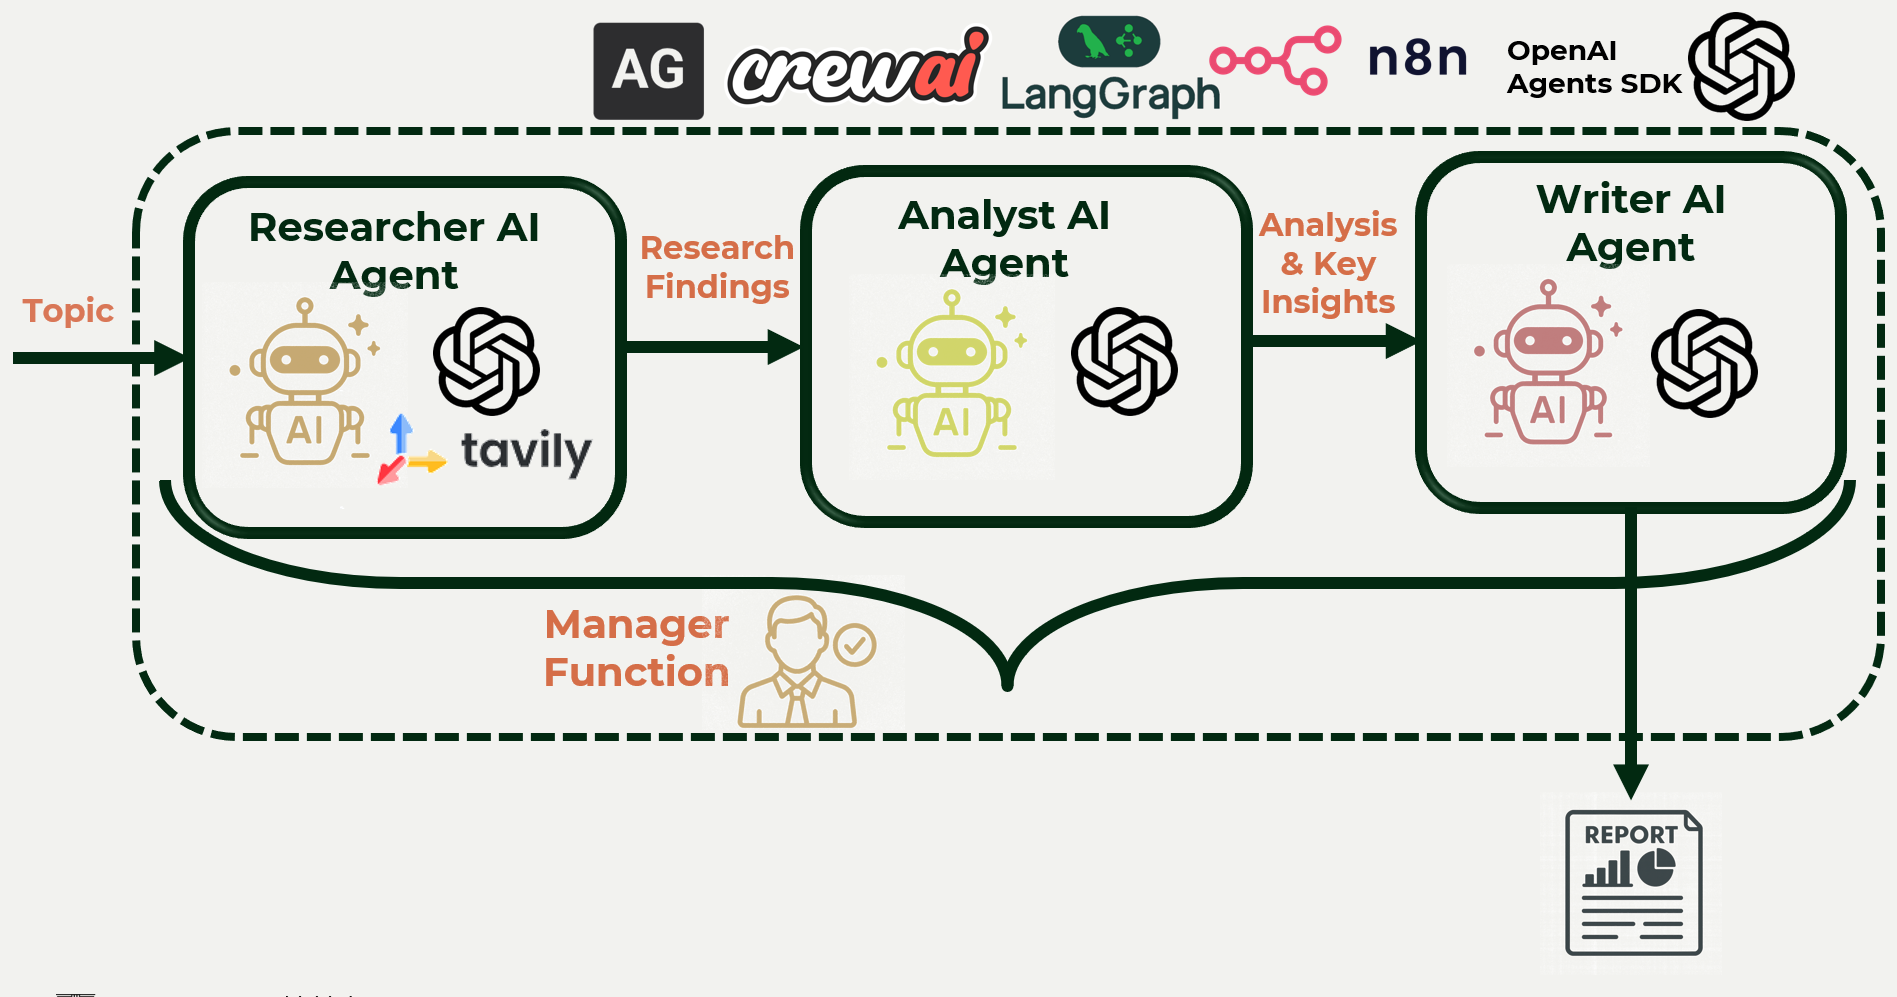 AG
crewai
LangGraph
n8n
OpenAI
Agents SDK
Topic
Researcher AI
Agent
AI
tavily
Research
Findings
Analyst AI
Agent
AI
Analysis
& Key
Insights
Writer AI
Agent
AI
Manager
Function
REPORT